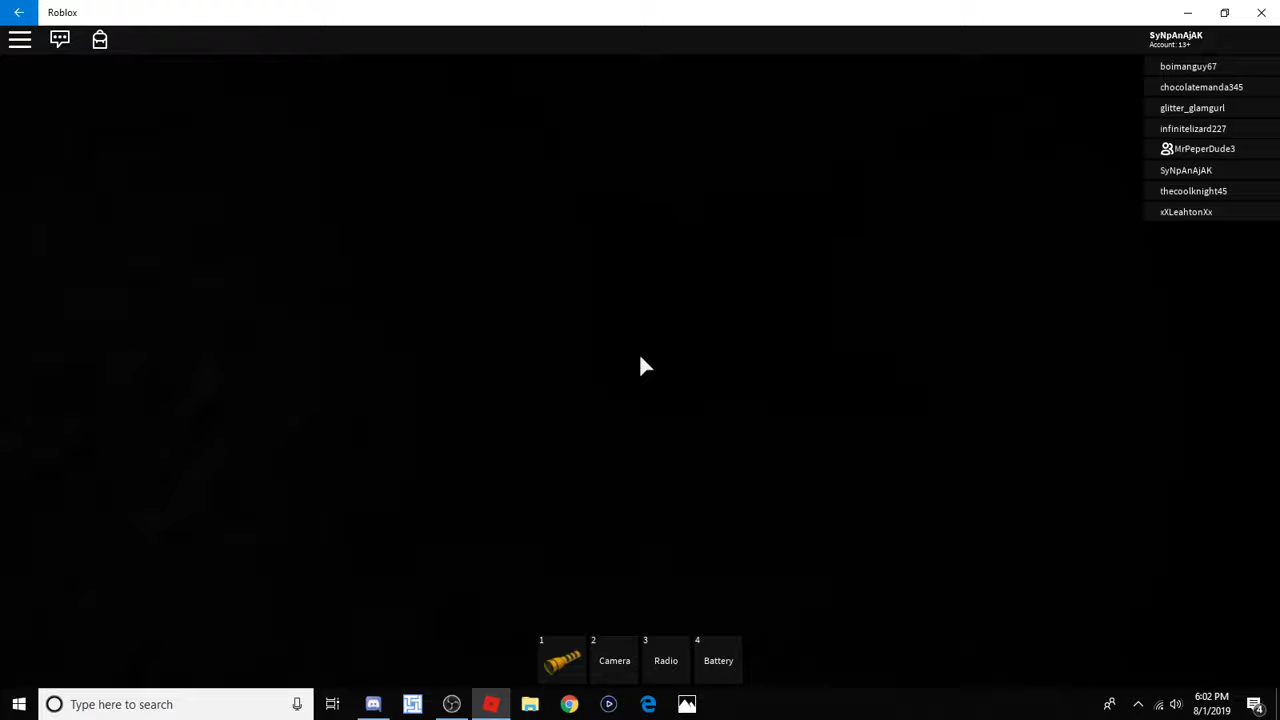 Roblox
SyNpAnAjAK
Account: 13+
boimanguy67
chocolatemanda345
glitter_glamgurl
infinitelizard227
MrPeperDude3
SyNpAnAjAK
thecoolknight45
xXLeahtonXx
1
2
Camera
3
Radio
4
Battery
Type here to search
6:02 PM
8/1/2019
4